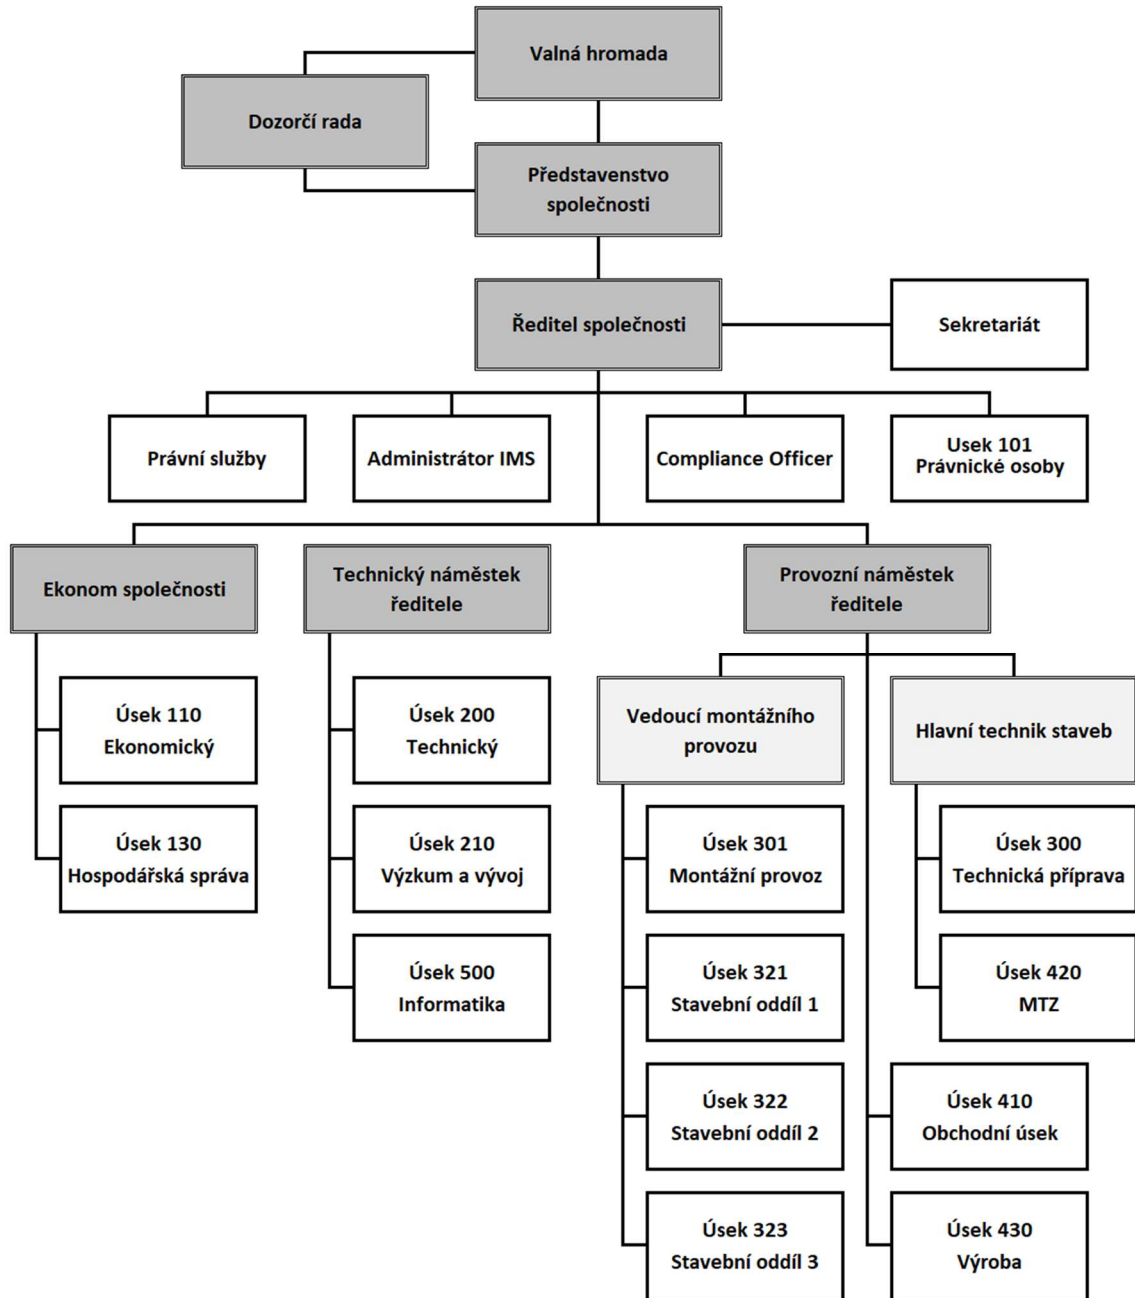 Valná hromada
Dozorčí rada
Představenstvo
společnosti
Ředitel společnosti
Sekretariát
Právní služby
Administrátor IMS
Compliance Officer
Usek 101
Právnické osoby
Ekonom společnosti
Technický náměstek
ředitele
Provozní náměstek
ředitele
Úsek 110
Ekonomický
Úsek 130
Hospodářská správa
Úsek 200
Technický
Úsek 210
Výzkum a vývoj
Úsek 500
Informatika
Vedoucí montážního
provozu
Hlavní technik staveb
Úsek 301
Montážní provoz
Úsek 321
Stavební oddíl 1
Úsek 322
Stavební oddíl 2
Úsek 323
Stavební oddíl 3
Úsek 300
Technická příprava
Úsek 420
MTZ
Úsek 410
Obchodní úsek
Úsek 430
Výroba